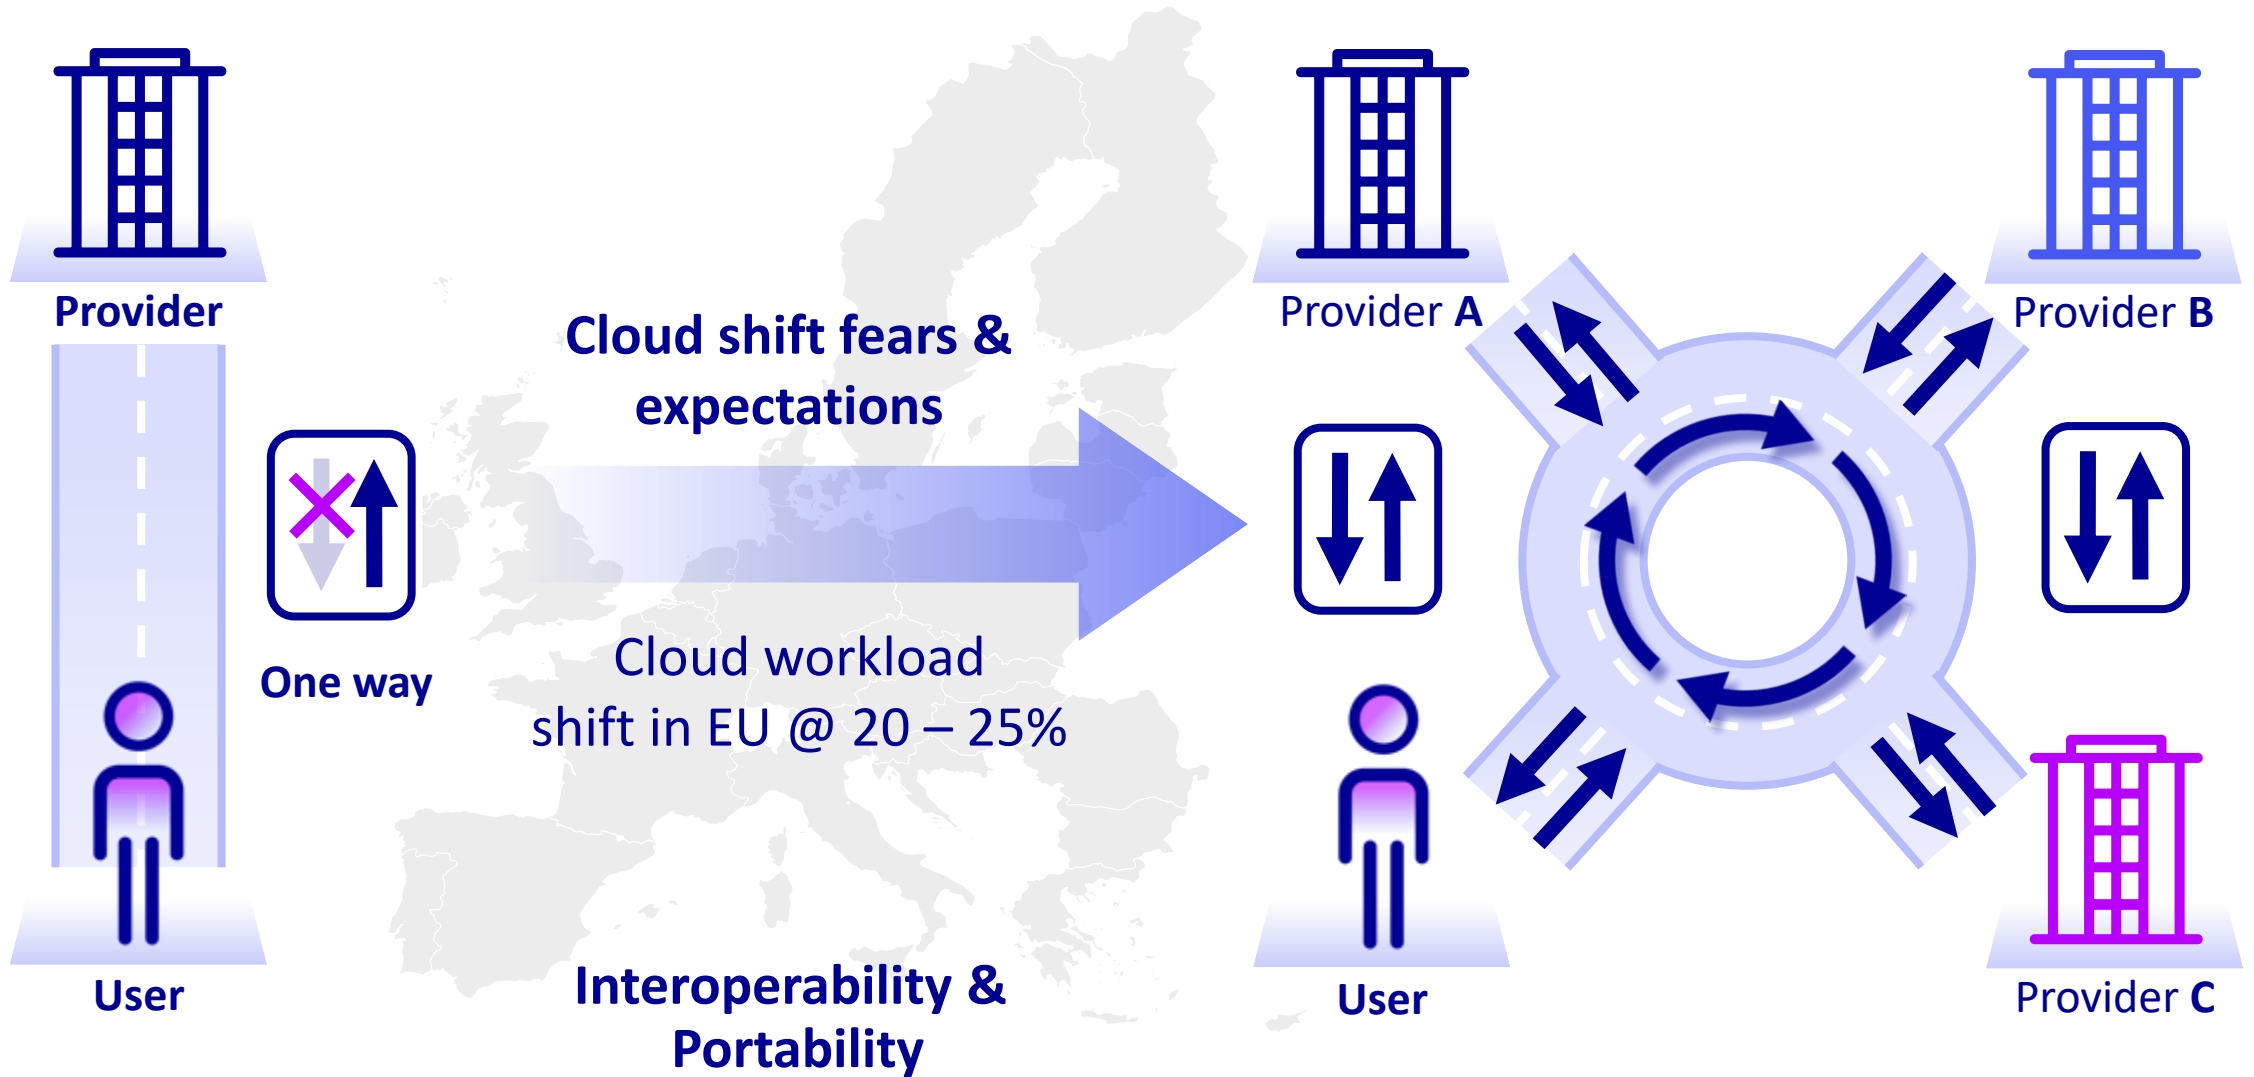 Provider
One way
User
Cloud shift fears &
expectations
Cloud workload
shift in EU @ 20 – 25%
Interoperability &
Portability
Provider A
Provider B
User
Provider C